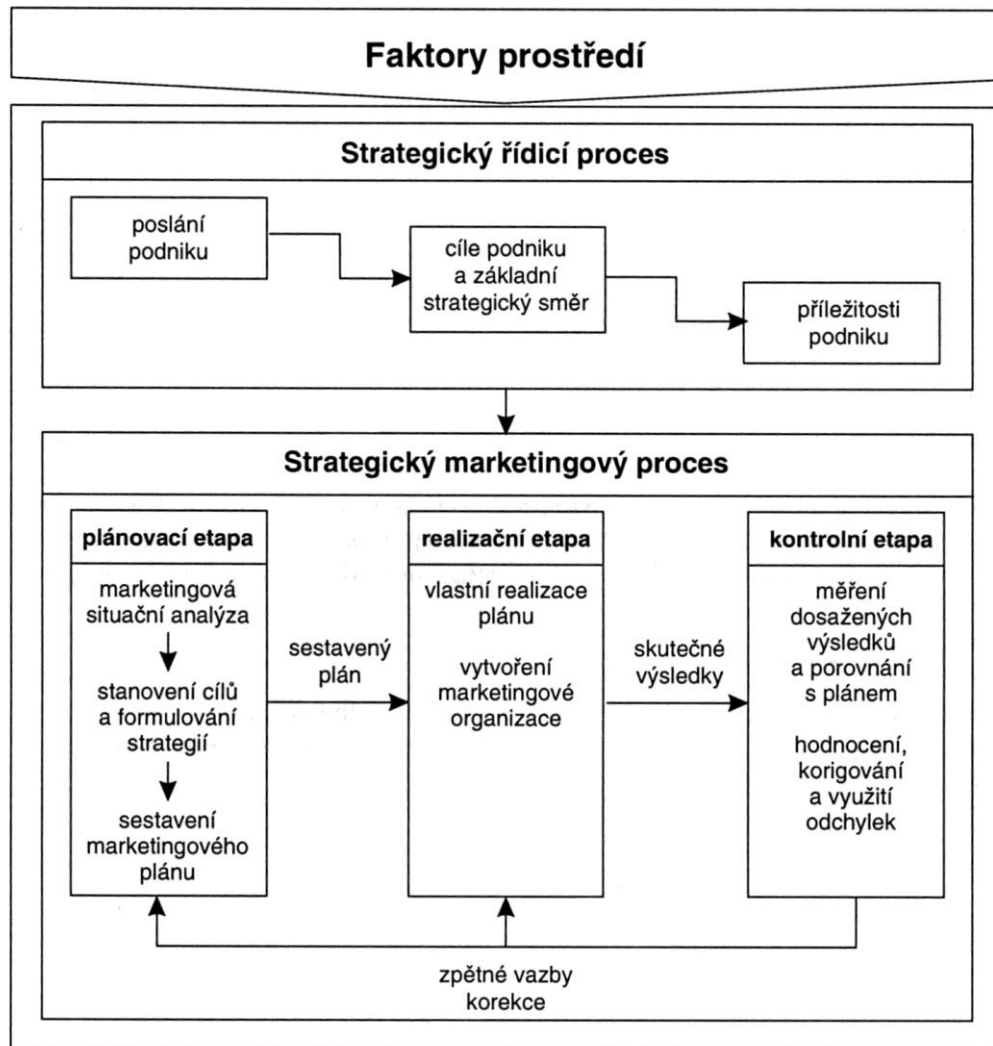 Faktory prostředí
Strategický řídicí proces
poslání
podniku
cíle podniku
a základní
strategický směr
příležitosti
podniku
Strategický marketingový proces
plánovací etapa
marketingová
situační analýza
stanovení cílů
a formulování
strategií
sestavení
marketingového
plánu
sestavený
plán
realizační etapa
vlastní realizace
plánu
vytvoření
marketingové
organizace
skutečné
výsledky
kontrolní etapa
měření
dosažených
výsledků
a porovnání
s plánem
hodnocení,
korigování
a využití
odchylek
zpětné vazby
korekce